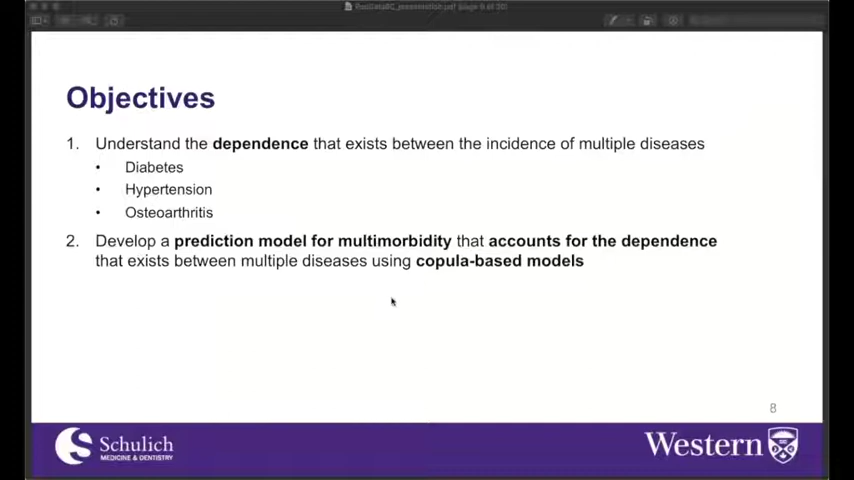 Objectives
1. Understand the dependence that exists between the incidence of multiple diseases
• Diabetes
• Hypertension
• Osteoarthritis
2. Develop a prediction model for multimorbidity that accounts for the dependence
that exists between multiple diseases using copula-based models
8
Schulich
MEDICINE & DENTISTRY
Western